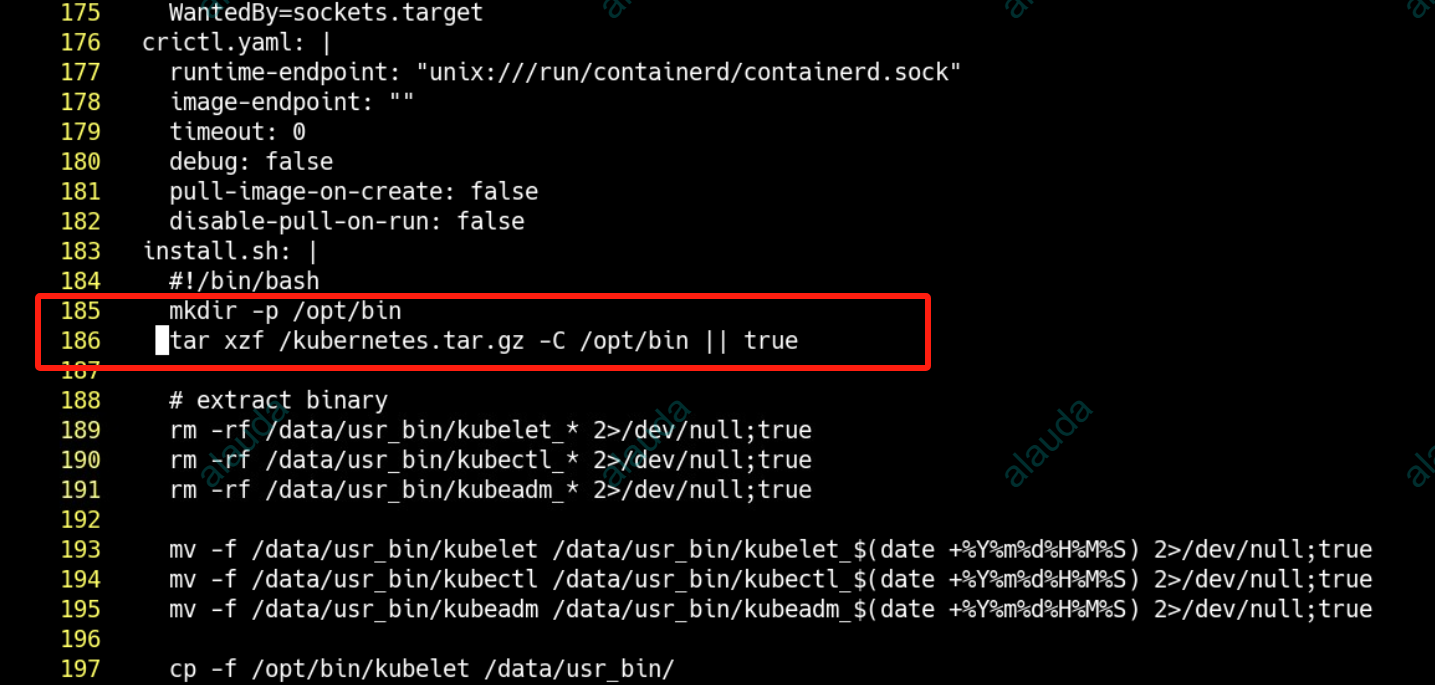 175 WantedBy=sockets.target
176 crictl.yaml: |
177 runtime-endpoint: "unix:///run/containerd/containerd.sock"
178 image-endpoint: ""
179 timeout: 0
180 debug: false
181 pull-image-on-create: false
182 disable-pull-on-run: false
183 install.sh: |
184 #!/bin/bash
185 mkdir -p /opt/bin
186 tar xzf /kubernetes.tar.gz -C /opt/bin || true
187
188 # extract binary
189 rm -rf /data/usr_bin/kubelet_* 2>/dev/null;true
190 rm -rf /data/usr_bin/kubectl_* 2>/dev/null;true
191 rm -rf /data/usr_bin/kubeadm_* 2>/dev/null;true
192
193 mv -f /data/usr_bin/kubelet /data/usr_bin/kubelet_$(date +%Y%m%d%H%M%S) 2>/dev/null;true
194 mv -f /data/usr_bin/kubectl /data/usr_bin/kubectl_$(date +%Y%m%d%H%M%S) 2>/dev/null;true
195 mv -f /data/usr_bin/kubeadm /data/usr_bin/kubeadm_$(date +%Y%m%d%H%M%S) 2>/dev/null;true
196
197 cp -f /opt/bin/kubelet /data/usr_bin/
alauda
alauda
alauda